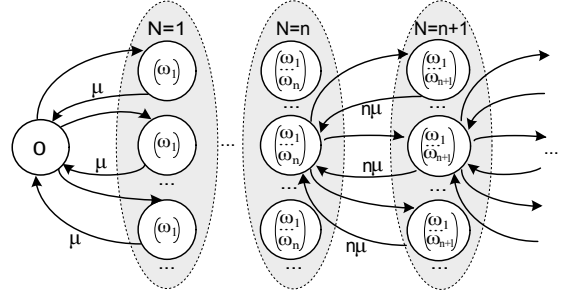 N=1 N=n N=n+1
(ω1) (ω1 ... ωn) (ω1 ... ωn+1)
μ nμ
... ... ...
0 μ (ω1) ... (ω1 ... ωn) nμ (ω1 ... ωn+1) ...
... ... ...
μ (ω1) (ω1 ... ωn) nμ (ω1 ... ωn+1)
... ... ...